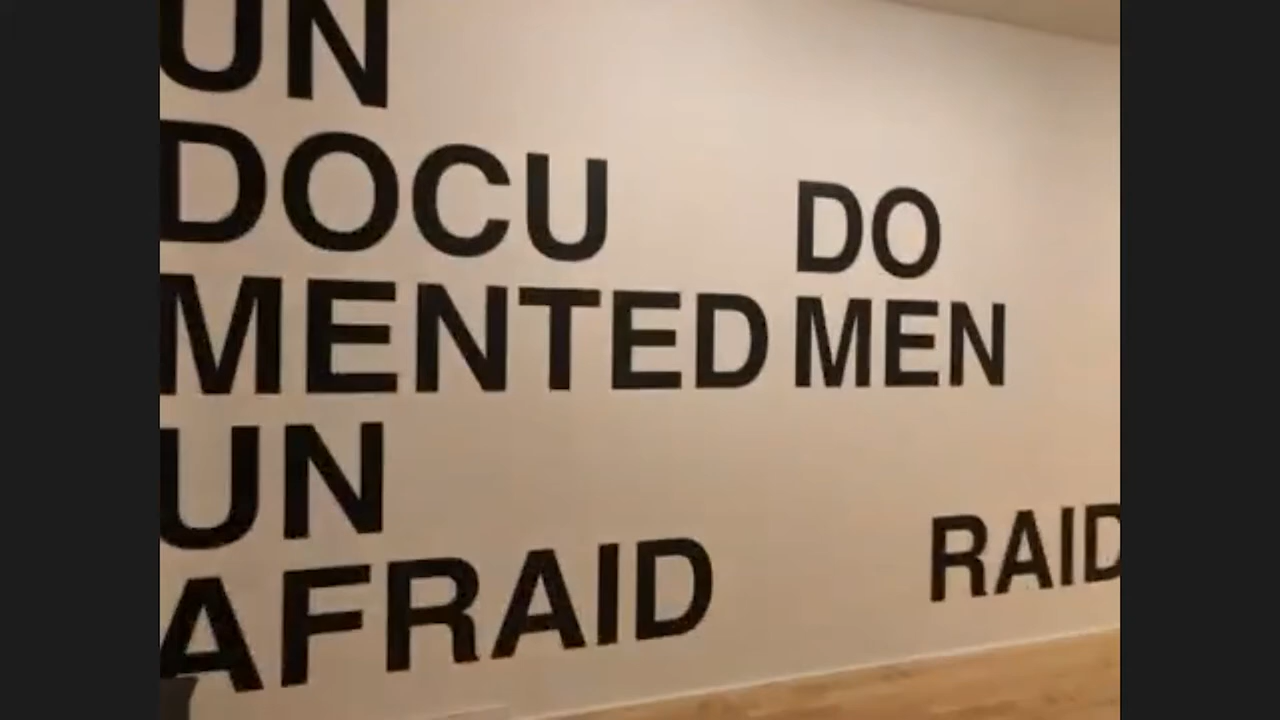 UN
DOCU
MENTED
UN
AFRAID
DO
MEN
RAID